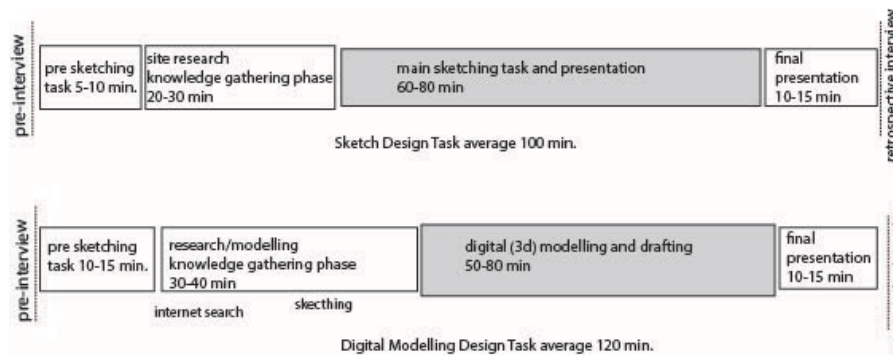 pre-interview
pre sketching
task 5-10 min.
site research
knowledge gathering phase
20-30 min
main sketching task and presentation
60-80 min
final
presentation
10-15 min
retrospective interview
Sketch Design Task average 100 min.
pre-interview
pre sketching
task 10-15 min.
research/modelling
knowledge gathering phase
30-40 min
digital (3d) modelling and drafting
50-80 min
final
presentation
10-15 min
internet search
skecthing
Digital Modelling Design Task average 120 min.